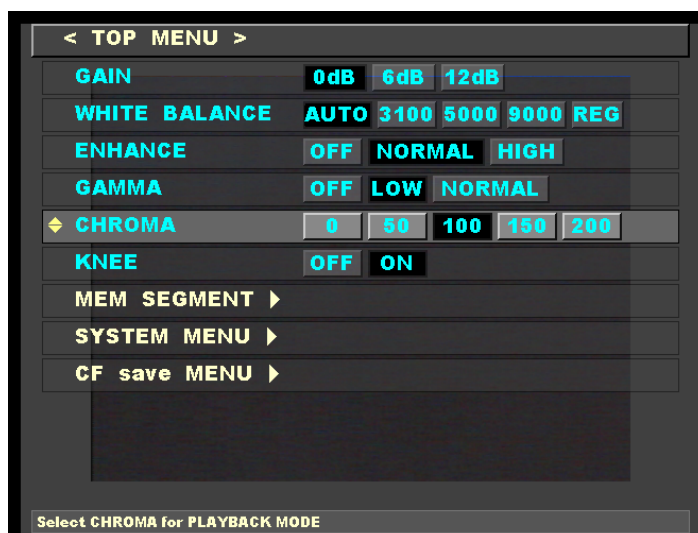 < TOP MENU >
GAIN 0dB 6dB 12dB
WHITE BALANCE AUTO 3100 5000 9000 REG
ENHANCE OFF NORMAL HIGH
GAMMA OFF LOW NORMAL
CHROMA 0 50 100 150 200
KNEE OFF ON
MEM SEGMENT
SYSTEM MENU
CF save MENU
Select CHROMA for PLAYBACK MODE